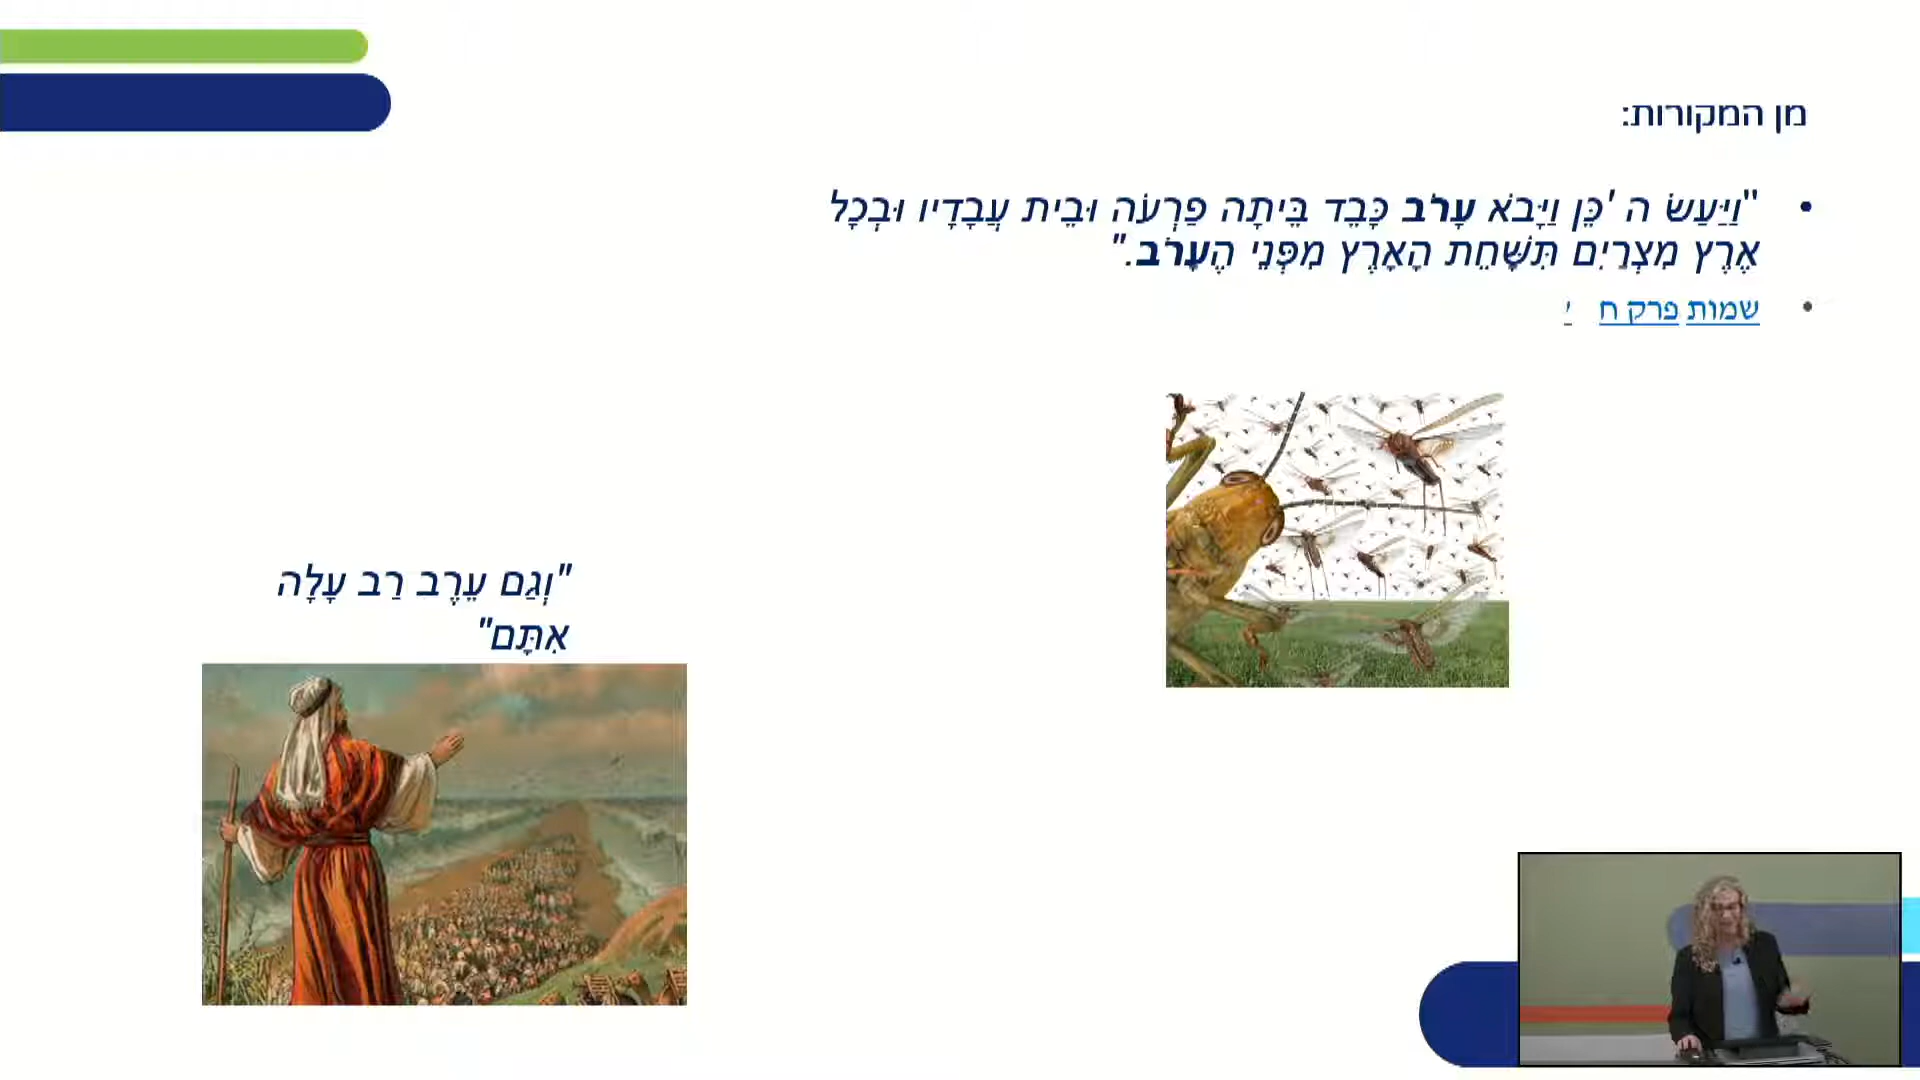 מן המקורות:
"וַיַּעַשׂ ה 'כֵּן וַיָּבֹא עָרֹב כָּבֵד בֵּיתָה פַרְעֹה וּבֵית עֲבָדָיו וּבְכָל
אֶרֶץ מִצְרַיִם תִּשָּׁחֵת הָאָרֶץ מִפְּנֵי הֶעָרֹב."
שמות פרק ח י
"וְגַם עֵרֶב רַב עָלָה
אִתָּם"